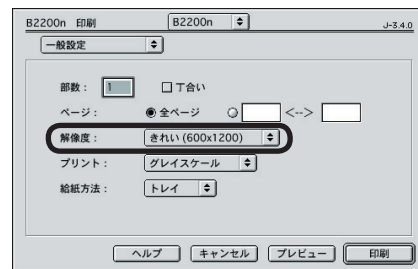 B2200n 印刷 B2200n J-3.4.0
一般設定
部数： 1 丁合い
ページ： 全ページ <-->
解像度： きれい (600x1200)
プリント： グレイスケール
給紙方法： トレイ
ヘルプ キャンセル プレビュー 印刷